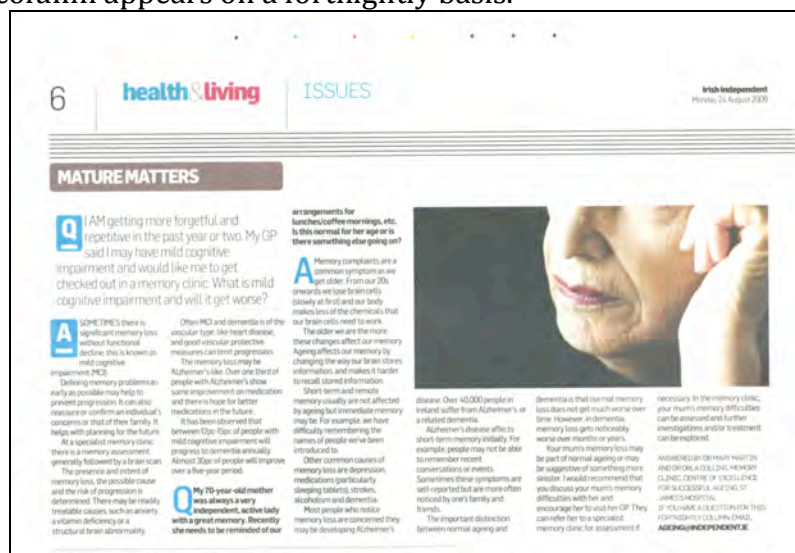 column appears on a fortnightly basis.
6
health&living
ISSUES
Irish Independent
Monday 24 August 2009
MATURE MATTERS
Q I AM getting more forgetful and
repetitive in the past year or two. My GP
said I may have mild cognitive
impairment and would like me to get
checked out in a memory clinic. What is mild
cognitive impairment and will it get worse?
A SOMETIMES there is
significant memory loss
without functional
decline, this is known as
mild cognitive
impairment (MCI).
Defining memory problems as
early as possible may help to
prevent progression. It can also
reassure or confirm an individual's
concerns or that of their family. It
helps with planning for the future.
At a specialist memory clinic
there is a memory assessment
generally followed by a brain scan.
The presence and extent of
memory loss, the possible cause
and the risk of progression is
determined. There may be readily
treatable causes, such as anxiety,
a vitamin deficiency or a
structural brain abnormality.
Often MCI and dementia is of the
vascular type, like heart disease,
and good vascular protective
measures can limit progression.
The memory loss may be
Alzheimer's like. Over one third of
people with Alzheimer's show
some improvement on medication
and there is hope for better
medications in the future.
It has been observed that
between 12pc-15pc of people with
mild cognitive impairment will
progress to dementia annually.
Almost 30pc of people will improve
over a five-year period.
Q My 70-year-old mother
was always a very
independent, active lady
with a great memory. Recently
she needs to be reminded of our
arrangements for
lunches/coffee mornings, etc.
Is this normal for her age or is
there something else going on?
A Memory complaints are a
common symptom as we
get older. From our 20s
onwards we lose brain cells
(slowly at first) and our body
makes less of the chemicals that
our brain cells need to work.
The older we are the more
these changes affect our memory.
Ageing affects our memory by
changing the way our brain stores
information, and makes it harder
to recall stored information.
Short-term and remote
memory usually are not affected
by ageing but immediate memory
may be. For example, we have
difficulty remembering the
names of people we've been
introduced to.
Other common causes of
memory loss are depression,
medications (particularly
sleeping tablets), strokes,
alcoholism and dementia.
Most people who notice
memory loss are concerned they
may be developing Alzheimer's
disease. Over 40,000 people in
Ireland suffer from Alzheimer's, or
a related dementia.
Alzheimer's disease affects
short-term memory initially. For
example, people may not be able
to remember recent
conversations or events.
Sometimes these symptoms are
self-reported but are more often
noticed by one's family and
friends.
The important distinction
between normal ageing and
dementia is that normal memory
loss does not get much worse over
time. However, in dementia,
memory loss gets noticeably
worse over months or years.
Your mum's memory loss may
be part of normal ageing or may
be suggestive of something more
sinister. I would recommend that
you discuss your mum's memory
difficulties with her and
encourage her to visit her GP. They
can refer her to a specialist
memory clinic for assessment if
necessary. In the memory clinic,
your mum's memory difficulties
can be assessed and further
investigations and/or treatment
can be explored.
ANSWERED BY DR MARY MARTIN
AND DR ORLA COLLINS, MEMORY
CLINIC, CENTRE OF EXCELLENCE
FOR SUCCESSFUL AGEING, ST
JAMES'S HOSPITAL
IF YOU HAVE A QUESTION FOR THIS
FORTNIGHTLY COLUMN, EMAIL
AGEING@INDEPENDENT.IE